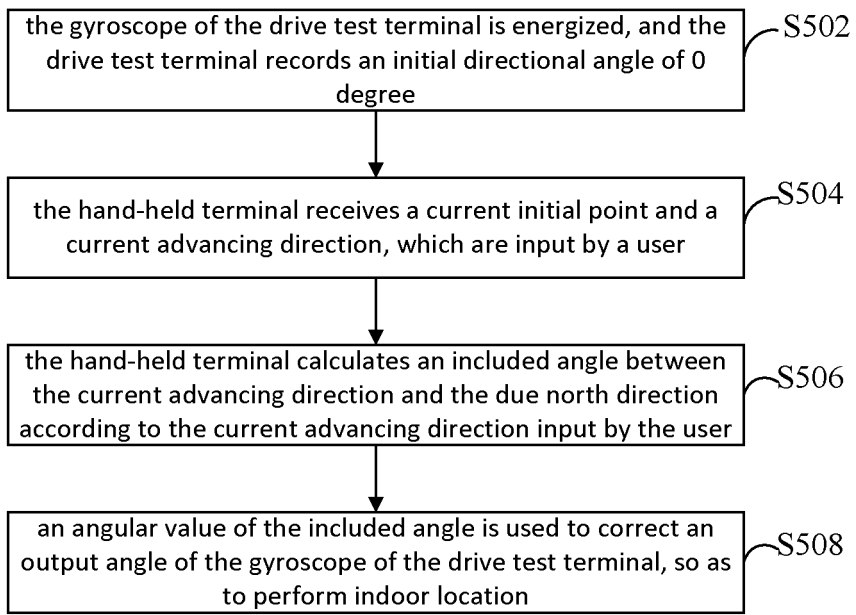 the gyroscope of the drive test terminal is energized, and the
drive test terminal records an initial directional angle of 0
degree
S502
the hand-held terminal receives a current initial point and a
current advancing direction, which are input by a user
S504
the hand-held terminal calculates an included angle between
the current advancing direction and the due north direction
according to the current advancing direction input by the user
S506
an angular value of the included angle is used to correct an
output angle of the gyroscope of the drive test terminal, so as
to perform indoor location
S508